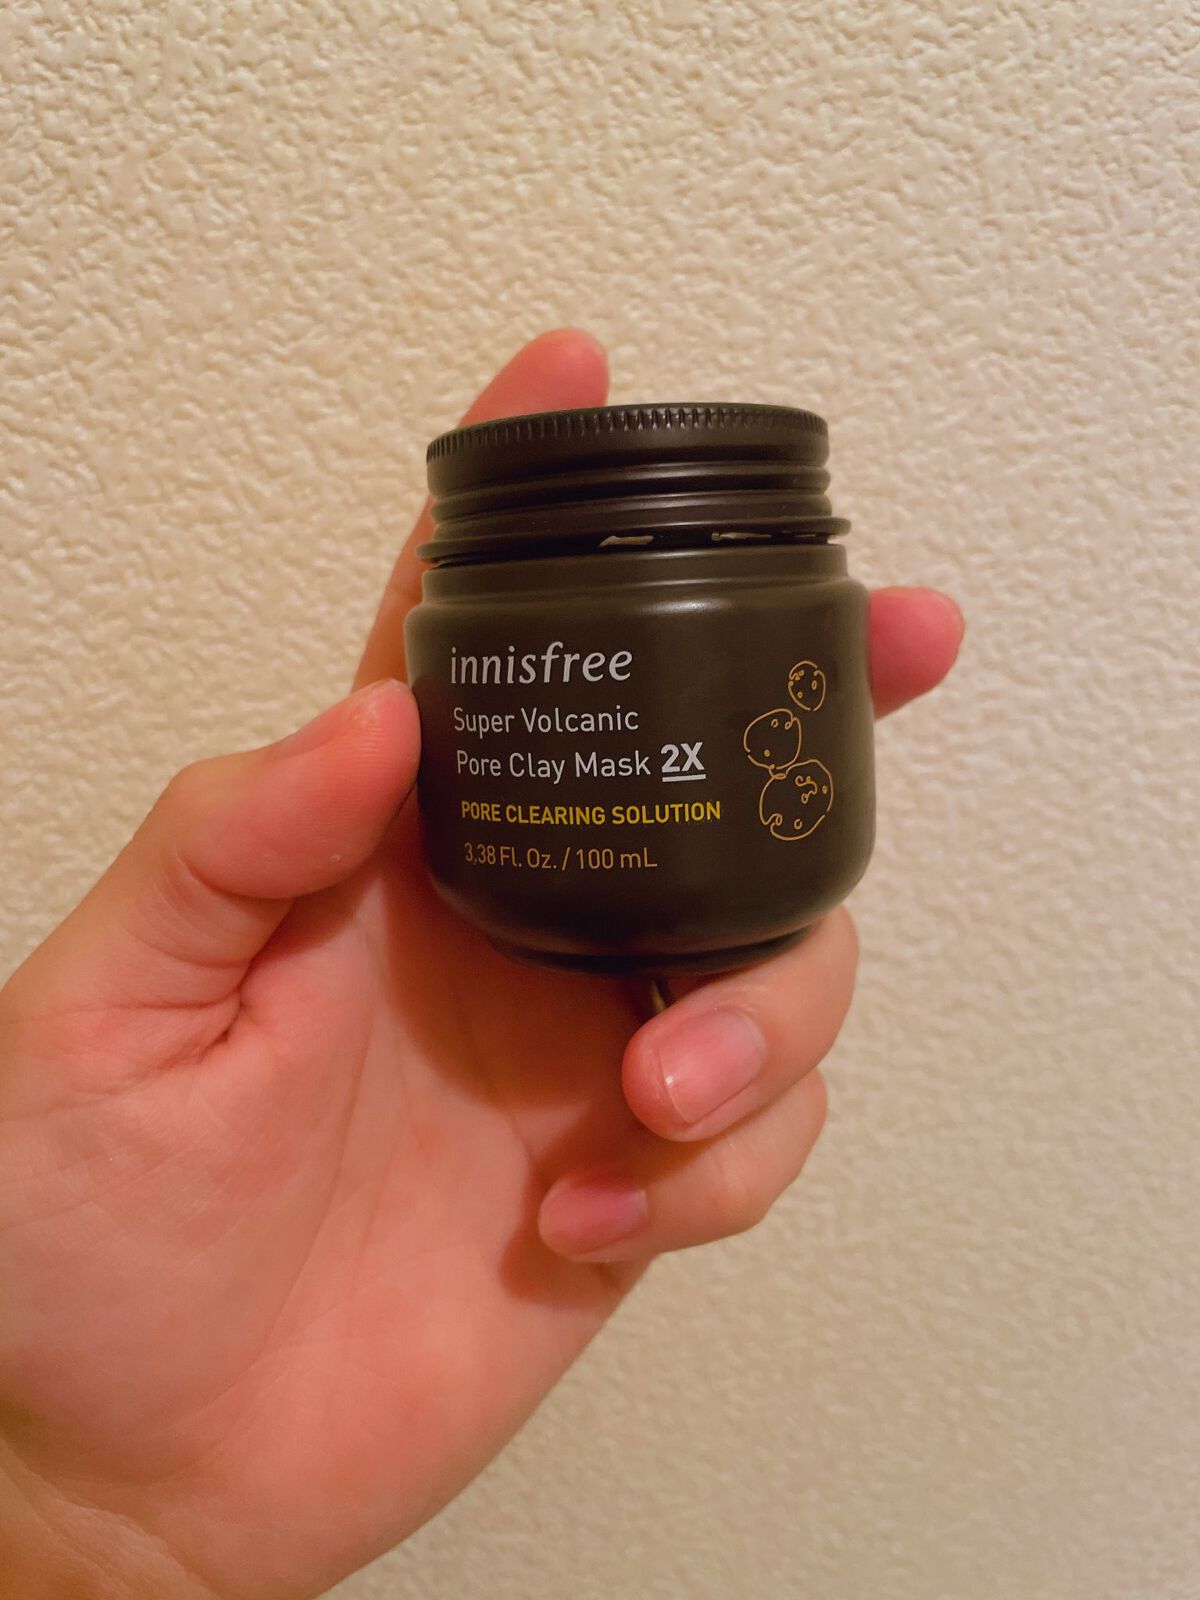 innisfree
Super Volcanic
Pore Clay Mask 2X
PORE CLEARING SOLUTION
3,38 Fl. Oz. / 100 mL